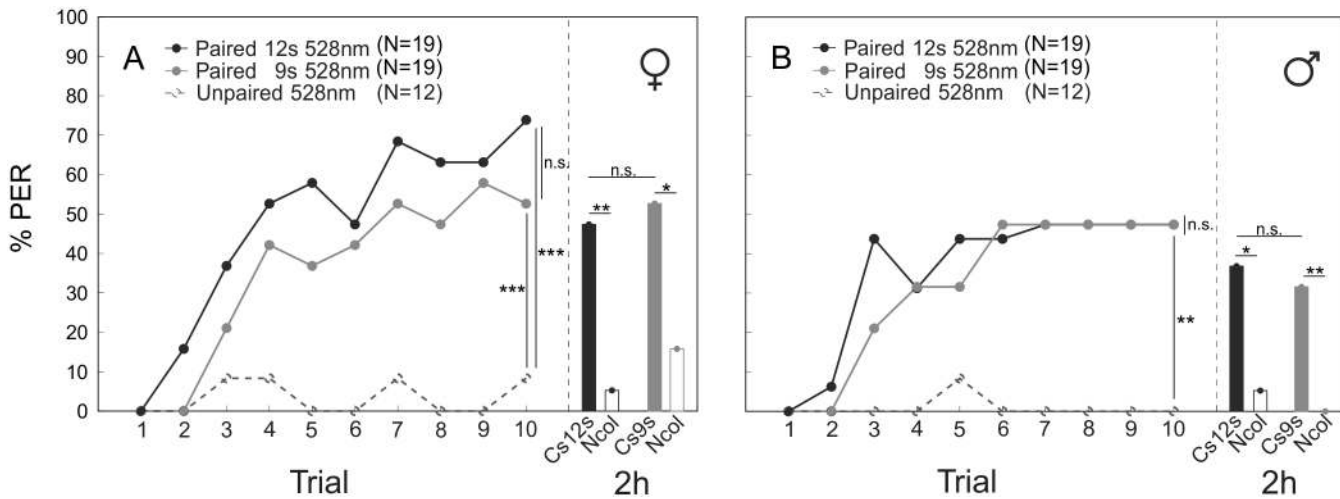 100
90
80
70
60
50
40
30
20
10
0
% PER
A
Paired 12s 528nm (N=19)
Paired 9s 528nm (N=19)
Unpaired 528nm (N=12)
♀
n.s.
***
***
n.s.
**
*
1 2 3 4 5 6 7 8 9 10
Cs12s
Ncol
Cs9s
Ncol
Trial
2h
B
Paired 12s 528nm (N=19)
Paired 9s 528nm (N=19)
Unpaired 528nm (N=12)
♂
n.s.
**
n.s.
*
**
1 2 3 4 5 6 7 8 9 10
Cs12s
Ncol
Cs9s
Ncol
Trial
2h